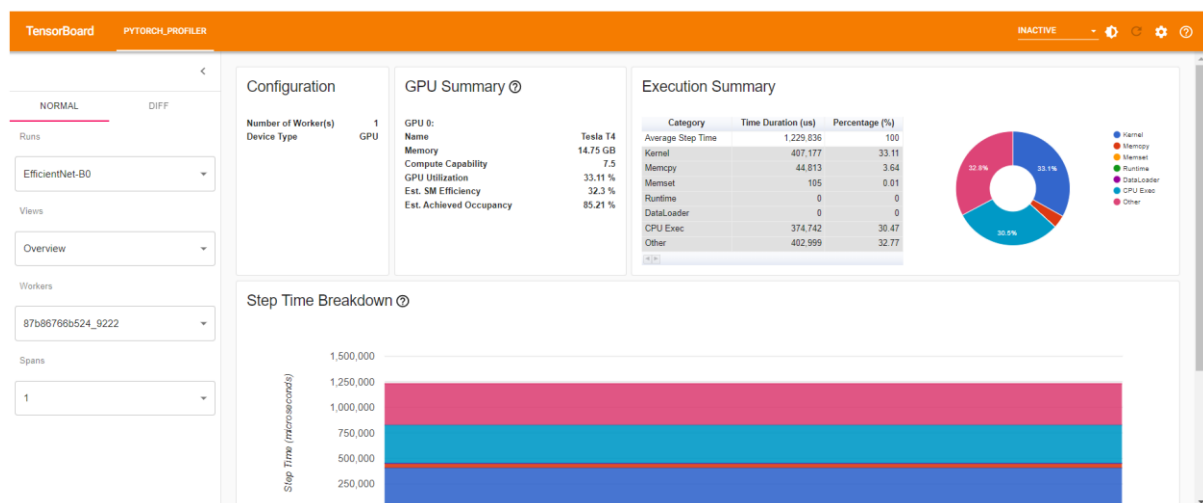 TensorBoard
PYTORCH_PROFILER
INACTIVE
NORMAL DIFF
Runs
EfficientNet-B0
Views
Overview
Workers
87b86766b524_9222
Spans
1
Configuration
Number of Worker(s) 1
Device Type GPU
GPU Summary
GPU 0:
Name Tesla T4
Memory 14.75 GB
Compute Capability 7.5
GPU Utilization 33.11 %
Est. SM Efficiency 32.3 %
Est. Achieved Occupancy 85.21 %
Execution Summary
Category Time Duration (us) Percentage (%)
Average Step Time 1,229,836 100
Kernel 407,177 33.11
Memcpy 44,813 3.64
Memset 105 0.01
Runtime 0 0
DataLoader 0 0
CPU Exec 374,742 30.47
Other 402,999 32.77
32.8%
33.1%
30.5%
Kernel
Memcpy
Memset
Runtime
DataLoader
CPU Exec
Other
Step Time Breakdown
Step Time (microseconds)
1,500,000
1,250,000
1,000,000
750,000
500,000
250,000